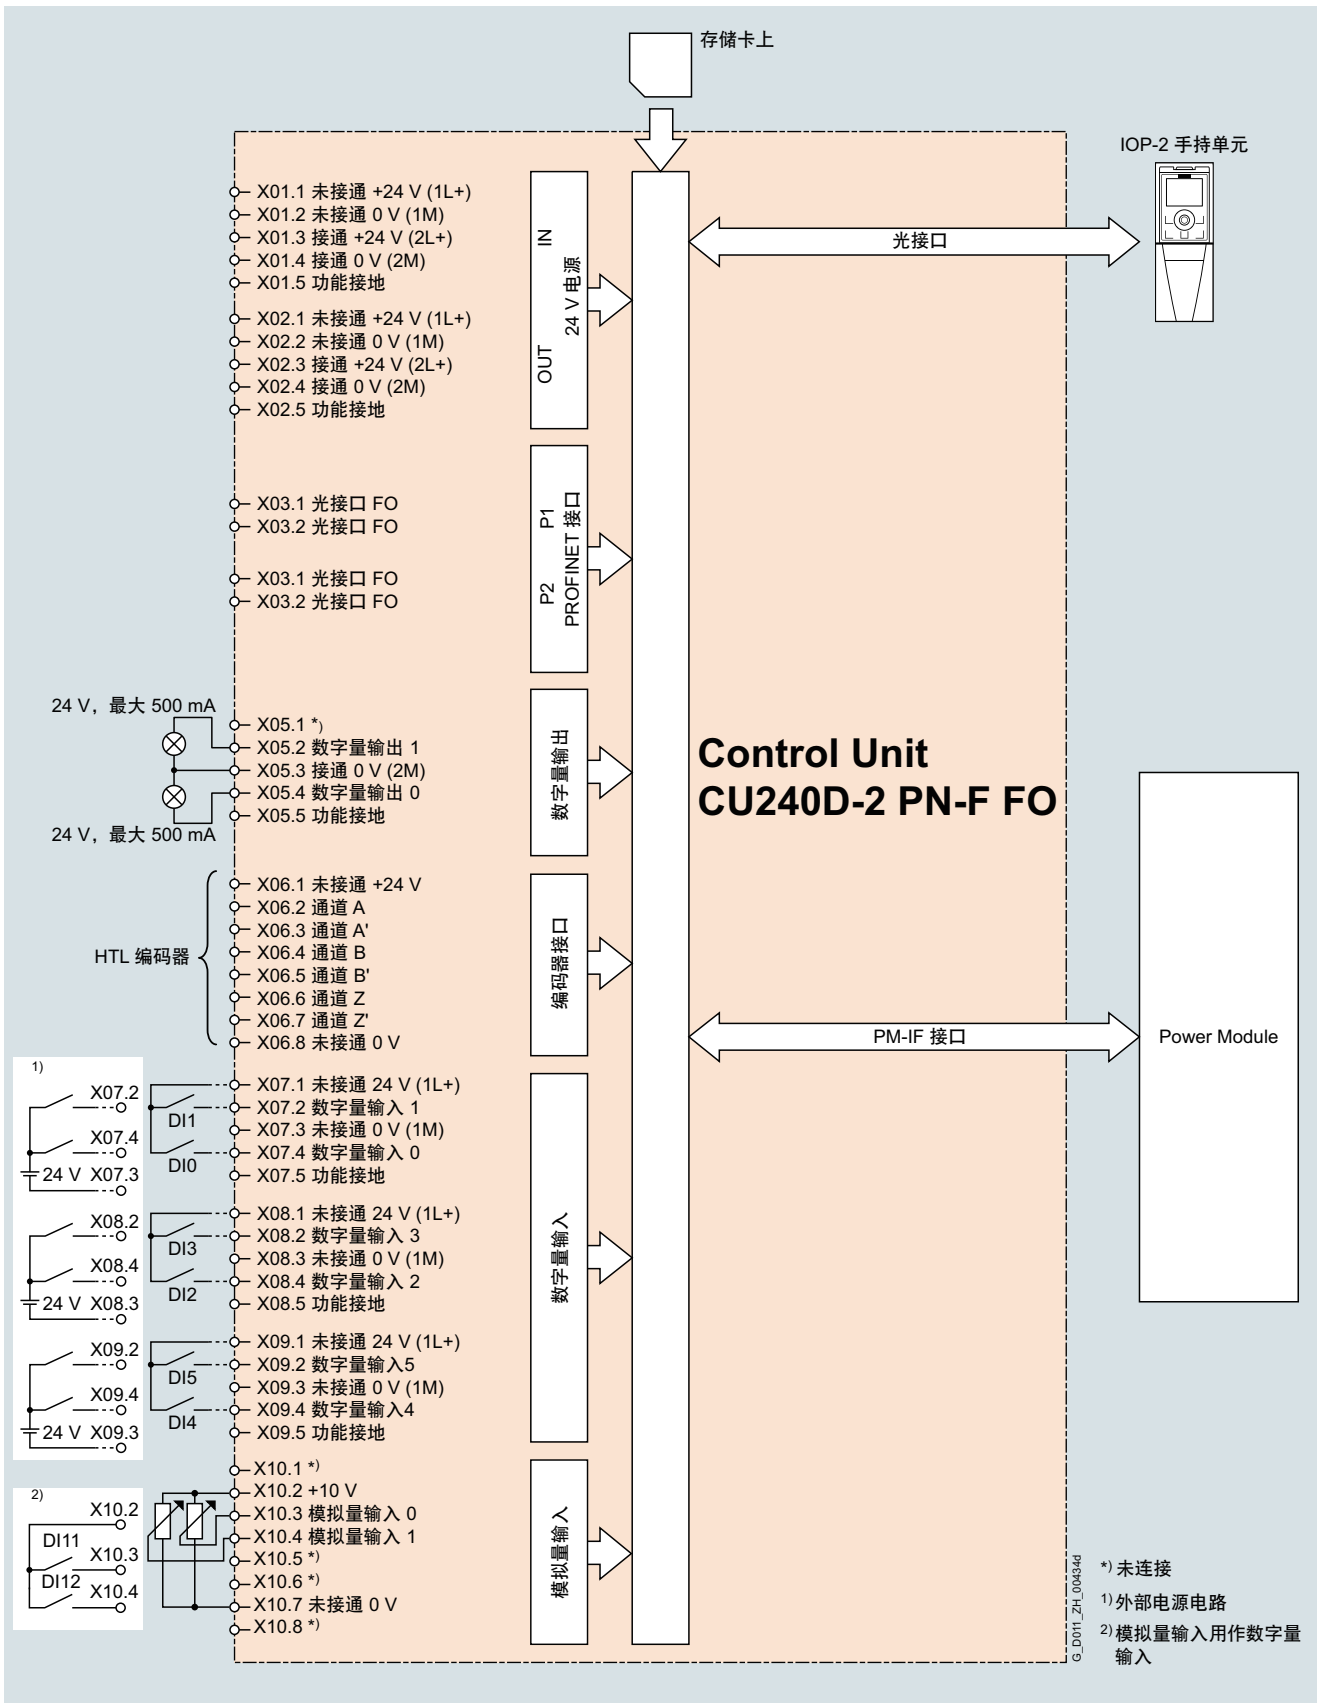 存储卡上
IOP-2 手持单元
X01.1 未接通 +24 V (1L+)
X01.2 未接通 0 V (1M)
X01.3 接通 +24 V (2L+)
X01.4 接通 0 V (2M)
X01.5 功能接地
X02.1 未接通 +24 V (1L+)
X02.2 未接通 0 V (1M)
X02.3 接通 +24 V (2L+)
X02.4 接通 0 V (2M)
X02.5 功能接地
OUT IN
24 V 电源
光接口
X03.1 光接口 FO
X03.2 光接口 FO
X03.1 光接口 FO
X03.2 光接口 FO
P2 P1
PROFINET 接口
24 V，最大 500 mA
X05.1 *)
X05.2 数字量输出 1
X05.3 接通 0 V (2M)
X05.4 数字量输出 0
X05.5 功能接地
24 V，最大 500 mA
数字量输出
Control Unit
CU240D-2 PN-F FO
HTL 编码器
X06.1 未接通 +24 V
X06.2 通道 A
X06.3 通道 A'
X06.4 通道 B
X06.5 通道 B'
X06.6 通道 Z
X06.7 通道 Z'
X06.8 未接通 0 V
编码器接口
PM-IF 接口
Power Module
1)
X07.2
X07.4
24 V X07.3
DI1
DI0
X07.1 未接通 24 V (1L+)
X07.2 数字量输入 1
X07.3 未接通 0 V (1M)
X07.4 数字量输入 0
X07.5 功能接地
X08.2
X08.4
24 V X08.3
DI3
DI2
X08.1 未接通 24 V (1L+)
X08.2 数字量输入 3
X08.3 未接通 0 V (1M)
X08.4 数字量输入 2
X08.5 功能接地
数字量输入
X09.2
X09.4
24 V X09.3
DI5
DI4
X09.1 未接通 24 V (1L+)
X09.2 数字量输入5
X09.3 未接通 0 V (1M)
X09.4 数字量输入4
X09.5 功能接地
2)
X10.2
DI11
X10.3
DI12
X10.4
X10.1 *)
X10.2 +10 V
X10.3 模拟量输入 0
X10.4 模拟量输入 1
X10.5 *)
X10.6 *)
X10.7 未接通 0 V
X10.8 *)
模拟量输入
G_D011_ZH_00434d
*) 未连接
1) 外部电源电路
2) 模拟量输入用作数字量
输入